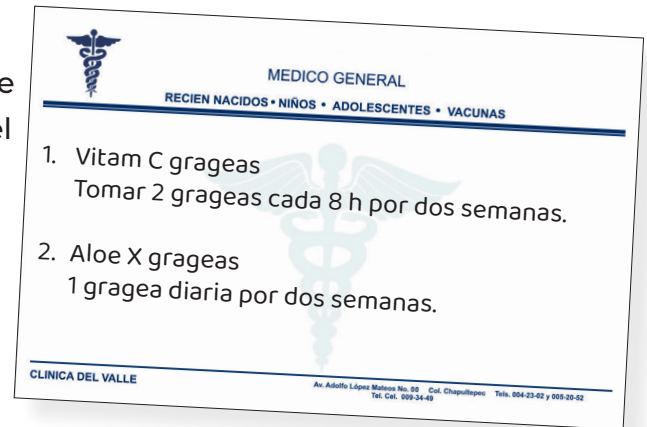 e
el
MEDICO GENERAL
RECIEN NACIDOS • NIÑOS • ADOLESCENTES • VACUNAS
1. Vitam C grageas
Tomar 2 grageas cada 8 h por dos semanas.
2. Aloe X grageas
1 gragea diaria por dos semanas.
CLINICA DEL VALLE
Av. Adolfo López Mateos No. 00 Col. Chapultepec Tels. 004-23-02 y 005-20-52
Tel. Cel. 009-34-49